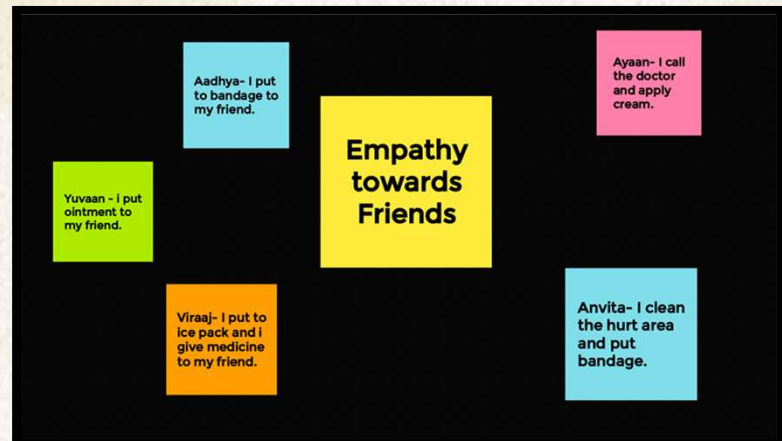 Aadhya- I put
to bandage to
my friend.
Ayaan- I call
the doctor
and apply
cream.
Empathy
towards
Friends
Yuvaan - i put
ointment to
my friend.
Viraaj- I put to
ice pack and i
give medicine
to my friend.
Anvita- I clean
the hurt area
and put
bandage.